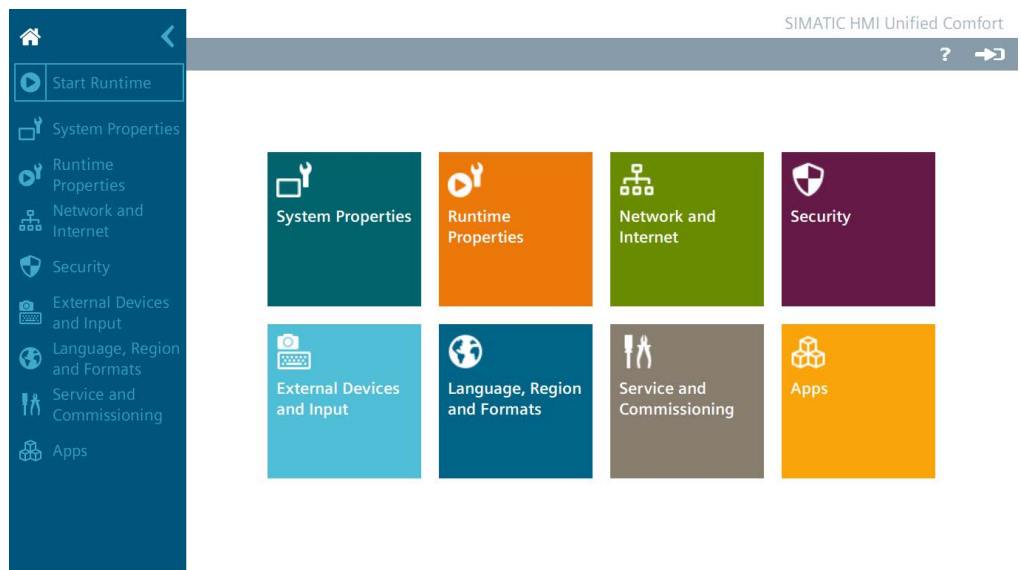 SIMATIC HMI Unified Comfort
?
Start Runtime
System Properties
Runtime
Properties
Network and
Internet
Security
External Devices
and Input
Language, Region
and Formats
Service and
Commissioning
Apps
System Properties
Runtime
Properties
Network and
Internet
Security
External Devices
and Input
Language, Region
and Formats
Service and
Commissioning
Apps